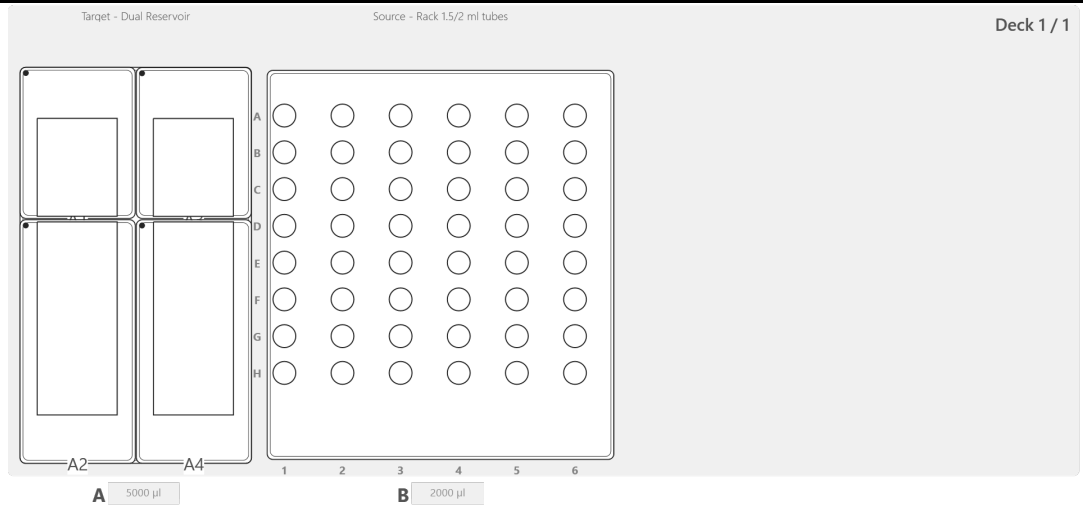 Target - Dual Reservoir
Source - Rack 1.5/2 ml tubes
Deck 1 / 1
A
B
C
D
E
F
G
H
A2
A4
1 2 3 4 5 6
A 5000 µl
B 2000 µl